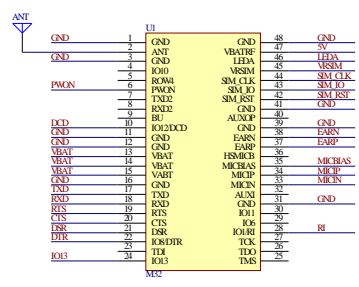 ANT
U1
GND 1 GND GND 48 GND
2 ANT VBATRF 47 5V
GND 3 GND LEDA 46 LEDA
4 IO10 VRSIM 45 VRSIM
5 ROW4 SIM_CLK 44 SIM_CLK
PWON 6 PWON SIM_IO 43 SIM_IO
7 TXD2 SIM_RST 42 SIM_RST
8 RXD2 GND 41 GND
9 BU AUXOP 40
DCD 10 IO12/DCD GND 39 GND
GND 11 GND EARN 38 EARN
GND 12 GND EARP 37 EARP
VBAT 13 VBAT HSMICB 36
VBAT 14 VBAT MICBIAS 35 MICBIAS
VBAT 15 VABT MICIP 34 MICIP
GND 16 GND MICIN 33 MICIN
TXD 17 TXD AUXI 32
RXD 18 RXD GND 31 GND
RTS 19 RTS IO11 30
CTS 20 CTS IO6 29
DSR 21 DSR IO1/RI 28 RI
DTR 22 IO8/DTR TCK 27
23 TDI TDO 26
IO13 24 IO13 TMS 25
M32